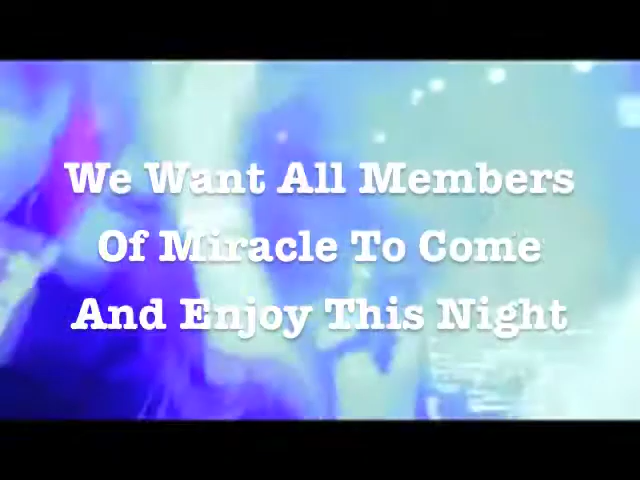 We Want All Members
Of Miracle To Come
And Enjoy This Night